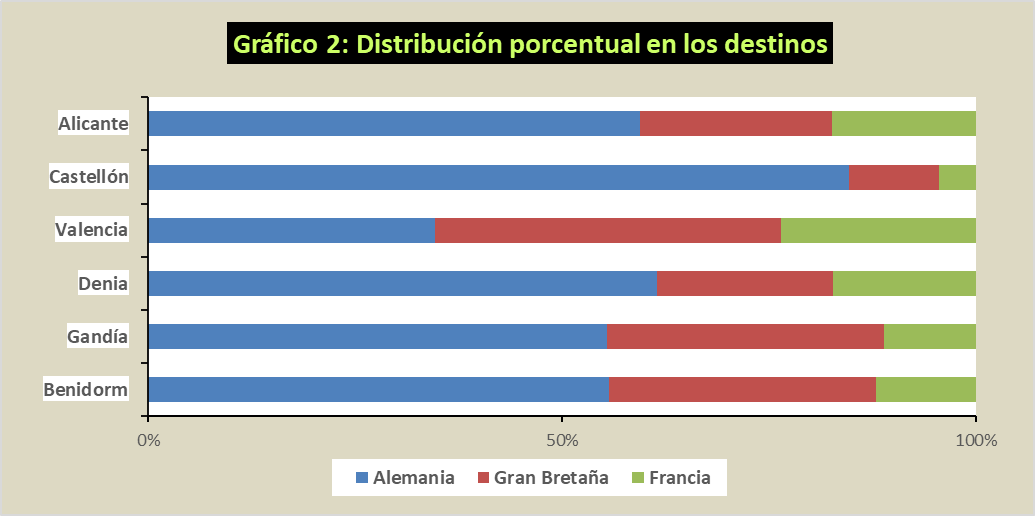 Gráfico 2: Distribución porcentual en los destinos
Alicante
Castellón
Valencia
Denia
Gandía
Benidorm
0% 50% 100%
Alemania Gran Bretaña Francia